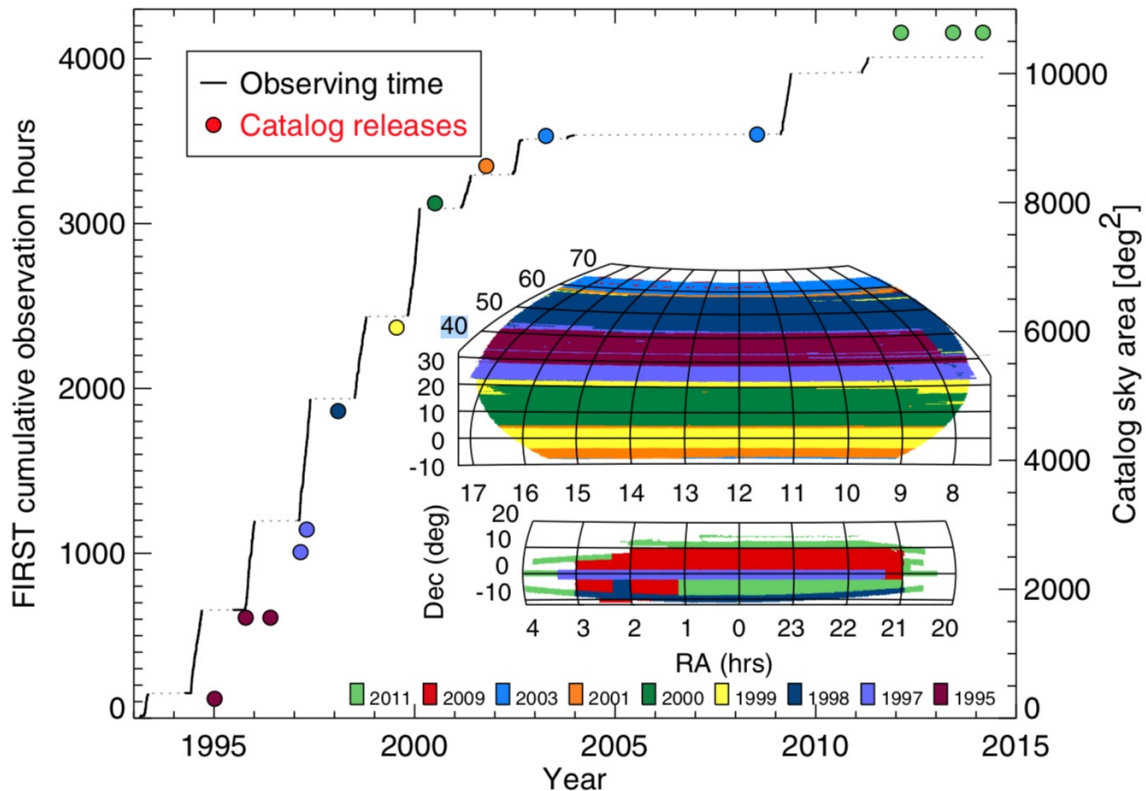 Observing time
Catalog releases
FIRST cumulative observation hours
4000
3000
2000
1000
0
Catalog sky area [deg2]
10000
8000
6000
4000
2000
0
70
60
50
40
30
20
10
0
-10
17 16 15 14 13 12 11 10 9 8
Dec (deg)
20
10
0
-10
4 3 2 1 0 23 22 21 20
RA (hrs)
2011 2009 2003 2001 2000 1999 1998 1997 1995
1995 2000 2005 2010 2015
Year